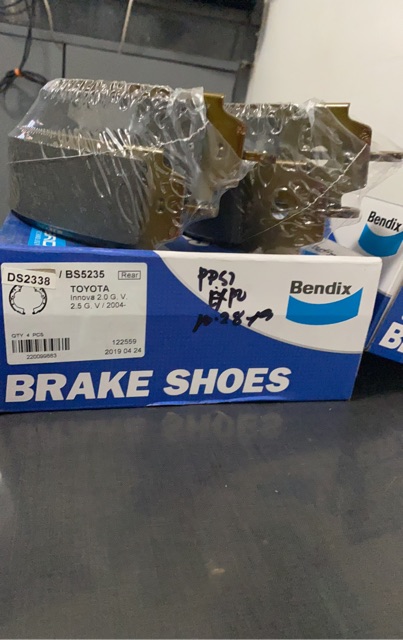 Bendix
DS2338 / BS5235
Rear
TOYOTA
Innova 2.0 G. V.
2.5 G. V / 2004-
QTY 4 PCS
122559
2019 04 24
220099883
Bendix
BRAKE SHOES
B